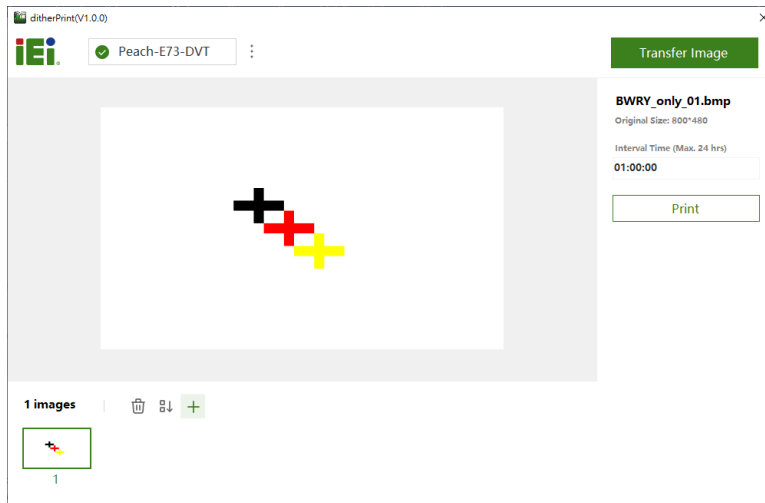 ditherPrint(V1.0.0)
iEi.
Peach-E73-DVT
Transfer Image
BWRY_only_01.bmp
Original Size: 800*480
Interval Time (Max. 24 hrs)
01:00:00
Print
1 images
1